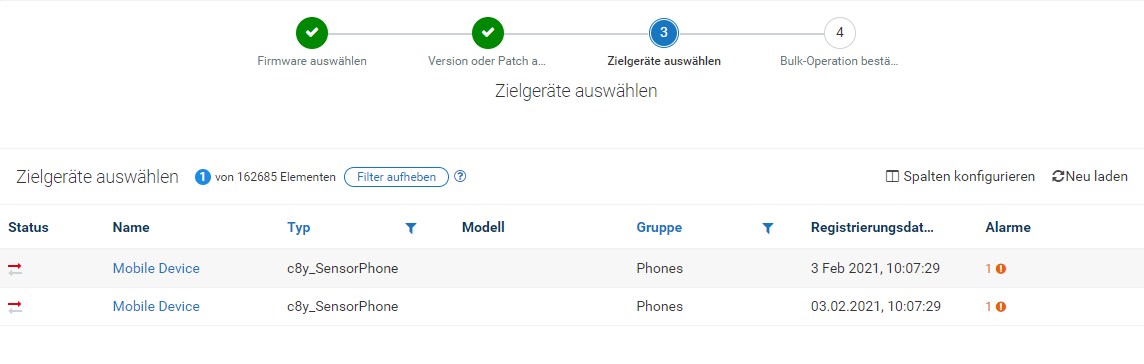 3 4
Firmware auswählen Version oder Patch a... Zielgeräte auswählen Bulk-Operation bestä...
Zielgeräte auswählen
Zielgeräte auswählen 1 von 162685 Elementen Filter aufheben ? Spalten konfigurieren Neu laden
Status Name Typ Modell Gruppe Registrierungsdat... Alarme
Mobile Device c8y_SensorPhone Phones 3 Feb 2021, 10:07:29 1
Mobile Device c8y_SensorPhone Phones 03.02.2021, 10:07:29 1